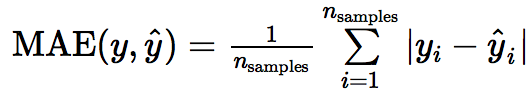 MAE(y, ŷ) = 1/n_samples ∑_{i=1}^{n_samples} |y_i − ŷ_i|